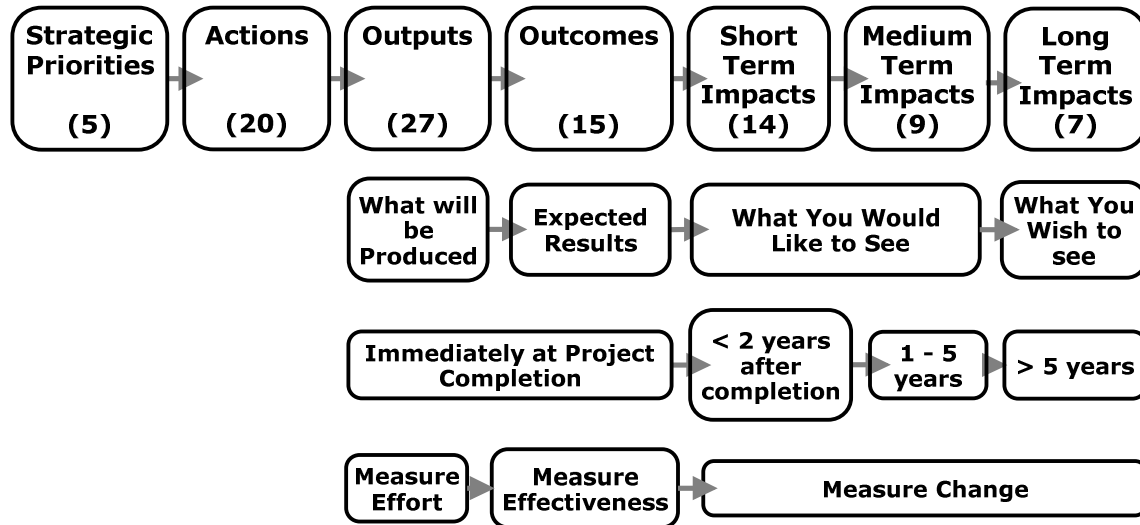 Strategic
Priorities
(5)
Actions
(20)
Outputs
(27)
Outcomes
(15)
Short
Term
Impacts
(14)
Medium
Term
Impacts
(9)
Long
Term
Impacts
(7)
What will
be
Produced
Expected
Results
What You Would
Like to See
What You
Wish to
see
Immediately at Project
Completion
< 2 years
after
completion
1 - 5
years
> 5 years
Measure
Effort
Measure
Effectiveness
Measure Change